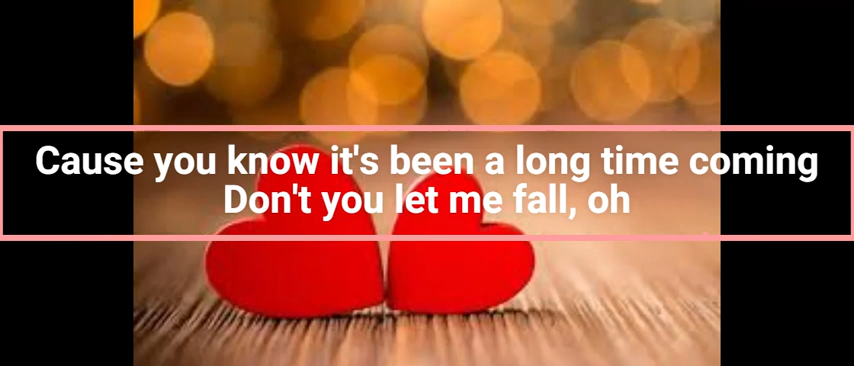 Cause you know it's been a long time coming
Don't you let me fall, oh